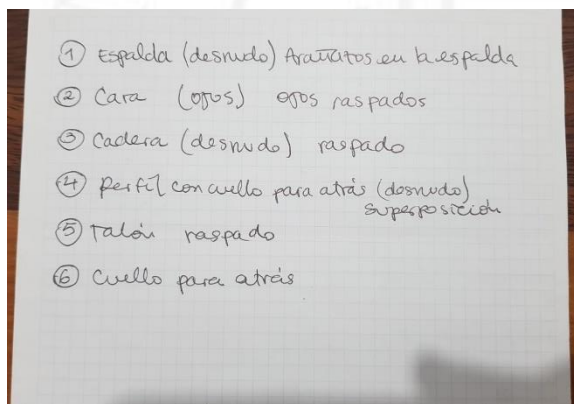 ① Espalda (desnudo) Arañatos en la espalda
② Cara (ojos) ojos raspados
③ Cadera (desnudo) raspado
④ Perfil con cuello para atrás (desnudo)
superposición
⑤ Talón raspado
⑥ Cuello para atrás